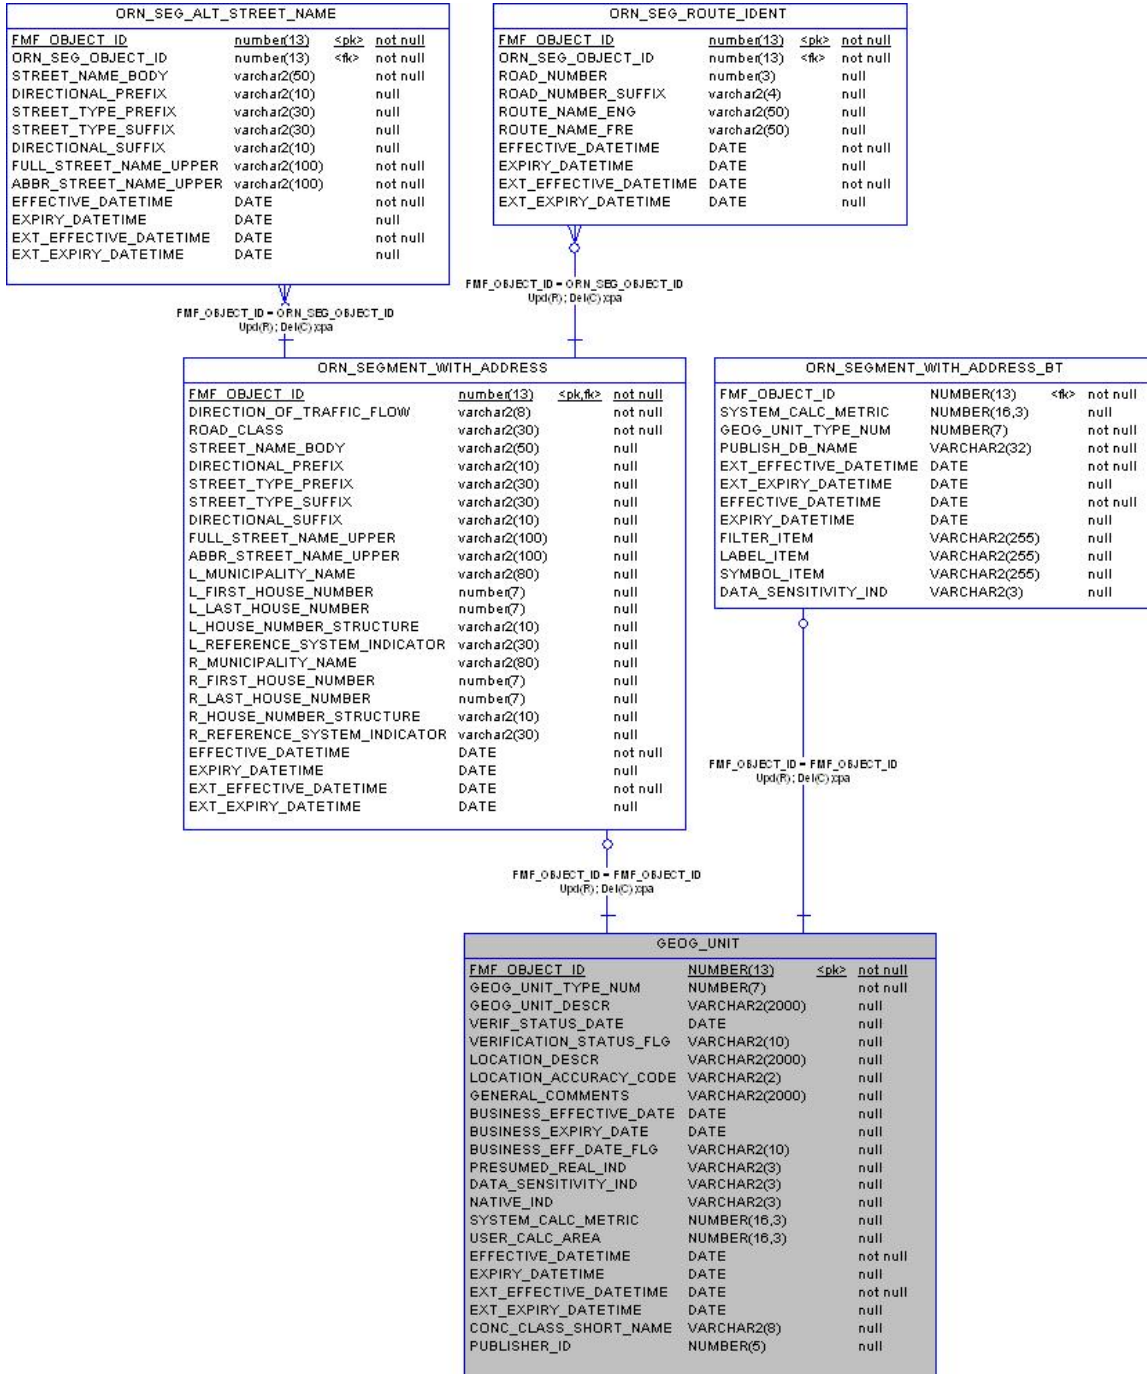 ORN_SEG_ALT_STREET_NAME
FMF_OBJECT_ID number(13) <pk> not null
ORN_SEG_OBJECT_ID number(13) <fk> not null
STREET_NAME_BODY varchar2(50) not null
DIRECTIONAL_PREFIX varchar2(10) null
STREET_TYPE_PREFIX varchar2(30) null
STREET_TYPE_SUFFIX varchar2(30) null
DIRECTIONAL_SUFFIX varchar2(10) null
FULL_STREET_NAME_UPPER varchar2(100) not null
ABBR_STREET_NAME_UPPER varchar2(100) not null
EFFECTIVE_DATETIME DATE not null
EXPIRY_DATETIME DATE null
EXT_EFFECTIVE_DATETIME DATE not null
EXT_EXPIRY_DATETIME DATE null
ORN_SEG_ROUTE_IDENT
FMF_OBJECT_ID number(13) <pk> not null
ORN_SEG_OBJECT_ID number(13) <fk> not null
ROAD_NUMBER number(3) null
ROAD_NUMBER_SUFFIX varchar2(4) null
ROUTE_NAME_ENG varchar2(50) null
ROUTE_NAME_FRE varchar2(50) null
EFFECTIVE_DATETIME DATE not null
EXPIRY_DATETIME DATE null
EXT_EFFECTIVE_DATETIME DATE not null
EXT_EXPIRY_DATETIME DATE null
FMF_OBJECT_ID = ORN_SEG_OBJECT_ID
Upd(R); Del(C);cpa
FMF_OBJECT_ID = ORN_SEG_OBJECT_ID
Upd(R); Del(C);cpa
ORN_SEGMENT_WITH_ADDRESS
FMF_OBJECT_ID number(13) <pk,fk> not null
DIRECTION_OF_TRAFFIC_FLOW varchar2(8) not null
ROAD_CLASS varchar2(30) not null
STREET_NAME_BODY varchar2(50) null
DIRECTIONAL_PREFIX varchar2(10) null
STREET_TYPE_PREFIX varchar2(30) null
STREET_TYPE_SUFFIX varchar2(30) null
DIRECTIONAL_SUFFIX varchar2(10) null
FULL_STREET_NAME_UPPER varchar2(100) null
ABBR_STREET_NAME_UPPER varchar2(100) null
L_MUNICIPALITY_NAME varchar2(80) null
L_FIRST_HOUSE_NUMBER number(7) null
L_LAST_HOUSE_NUMBER number(7) null
L_HOUSE_NUMBER_STRUCTURE varchar2(10) null
L_REFERENCE_SYSTEM_INDICATOR varchar2(30) null
R_MUNICIPALITY_NAME varchar2(80) null
R_FIRST_HOUSE_NUMBER number(7) null
R_LAST_HOUSE_NUMBER number(7) null
R_HOUSE_NUMBER_STRUCTURE varchar2(10) null
R_REFERENCE_SYSTEM_INDICATOR varchar2(30) null
EFFECTIVE_DATETIME DATE not null
EXPIRY_DATETIME DATE null
EXT_EFFECTIVE_DATETIME DATE not null
EXT_EXPIRY_DATETIME DATE null
ORN_SEGMENT_WITH_ADDRESS_BT
FMF_OBJECT_ID NUMBER(13) <fk> not null
SYSTEM_CALC_METRIC NUMBER(16,3) null
GEOG_UNIT_TYPE_NUM NUMBER(7) not null
PUBLISH_DB_NAME VARCHAR2(32) not null
EXT_EFFECTIVE_DATETIME DATE not null
EXT_EXPIRY_DATETIME DATE null
EFFECTIVE_DATETIME DATE not null
EXPIRY_DATETIME DATE null
FILTER_ITEM VARCHAR2(255) null
LABEL_ITEM VARCHAR2(255) null
SYMBOL_ITEM VARCHAR2(255) null
DATA_SENSITIVITY_IND VARCHAR2(3) null
FMF_OBJECT_ID = FMF_OBJECT_ID
Upd(R); Del(C);cpa
FMF_OBJECT_ID = FMF_OBJECT_ID
Upd(R); Del(C);cpa
GEOG_UNIT
FMF_OBJECT_ID NUMBER(13) <pk> not null
GEOG_UNIT_TYPE_NUM NUMBER(7) not null
GEOG_UNIT_DESCR VARCHAR2(2000) null
VERIF_STATUS_DATE DATE null
VERIFICATION_STATUS_FLG VARCHAR2(10) null
LOCATION_DESCR VARCHAR2(2000) null
LOCATION_ACCURACY_CODE VARCHAR2(2) null
GENERAL_COMMENTS VARCHAR2(2000) null
BUSINESS_EFFECTIVE_DATE DATE null
BUSINESS_EXPIRY_DATE DATE null
BUSINESS_EFF_DATE_FLG VARCHAR2(10) null
PRESUMED_REAL_IND VARCHAR2(3) null
DATA_SENSITIVITY_IND VARCHAR2(3) null
NATIVE_IND VARCHAR2(3) null
SYSTEM_CALC_METRIC NUMBER(16,3) null
USER_CALC_AREA NUMBER(16,3) null
EFFECTIVE_DATETIME DATE not null
EXPIRY_DATETIME DATE null
EXT_EFFECTIVE_DATETIME DATE not null
EXT_EXPIRY_DATETIME DATE null
CONC_CLASS_SHORT_NAME VARCHAR2(8) null
PUBLISHER_ID NUMBER(5) null